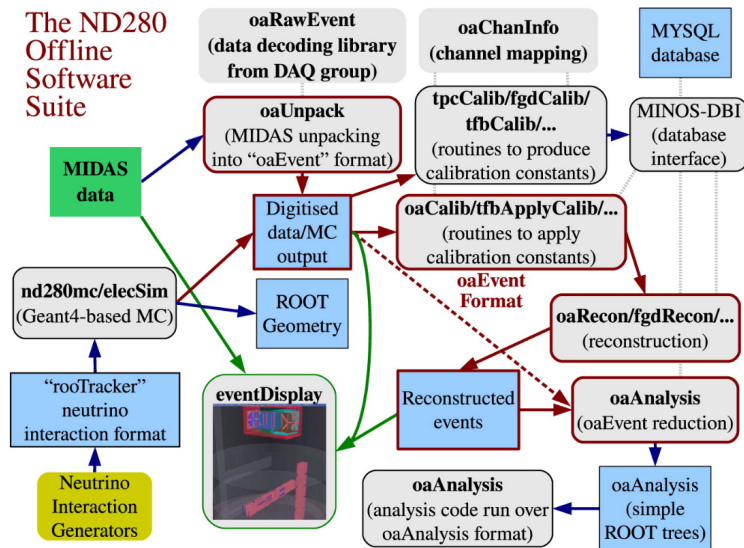 The ND280
Offline
Software
Suite
oaRawEvent
(data decoding library
from DAQ group)
oaChanInfo
(channel mapping)
MYSQL
database
oaUnpack
(MIDAS unpacking
into “oaEvent” format)
tpcCalib/fgdCalib/
tfbCalib/...
(routines to produce
calibration constants)
MINOS-DBI
(database
interface)
MIDAS
data
Digitised
data/MC
output
oaCalib/tfbApplyCalib/...
(routines to apply
calibration constants)
oaEvent
Format
nd280mc/elecSim
(Geant4-based MC)
ROOT
Geometry
oaRecon/fgdRecon/...
(reconstruction)
“rooTracker”
neutrino
interaction format
eventDisplay
Reconstructed
events
oaAnalysis
(oaEvent reduction)
Neutrino
Interaction
Generators
oaAnalysis
(analysis code run over
oaAnalysis format)
oaAnalysis
(simple
ROOT trees)